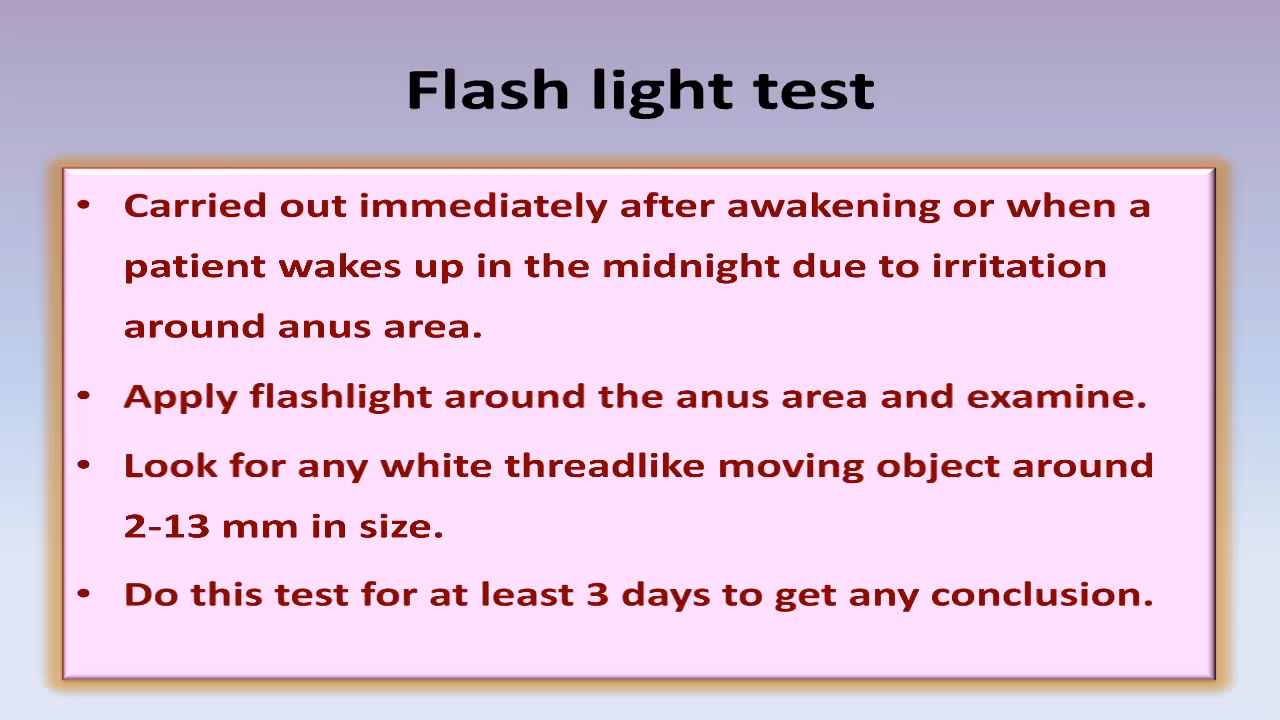 Flash light test
• Carried out immediately after awakening or when a
patient wakes up in the midnight due to irritation
around anus area.
• Apply flashlight around the anus area and examine.
• Look for any white threadlike moving object around
2-13 mm in size.
• Do this test for at least 3 days to get any conclusion.